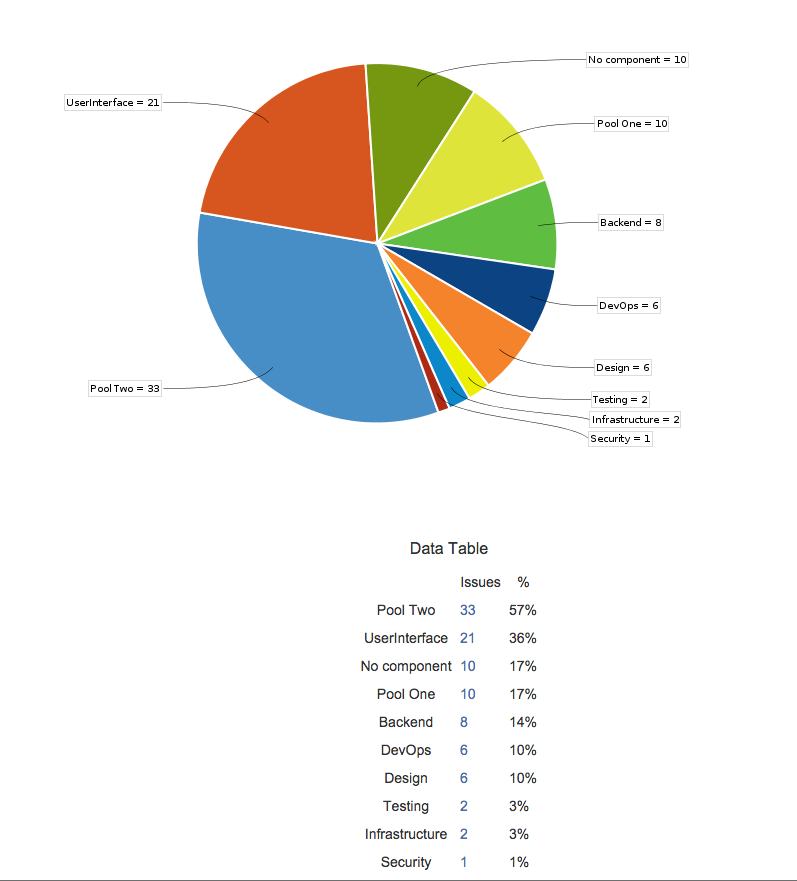 No component = 10
UserInterface = 21
Pool One = 10
Backend = 8
DevOps = 6
Design = 6
Pool Two = 33
Testing = 2
Infrastructure = 2
Security = 1
Data Table
Issues %
Pool Two 33 57%
UserInterface 21 36%
No component 10 17%
Pool One 10 17%
Backend 8 14%
DevOps 6 10%
Design 6 10%
Testing 2 3%
Infrastructure 2 3%
Security 1 1%